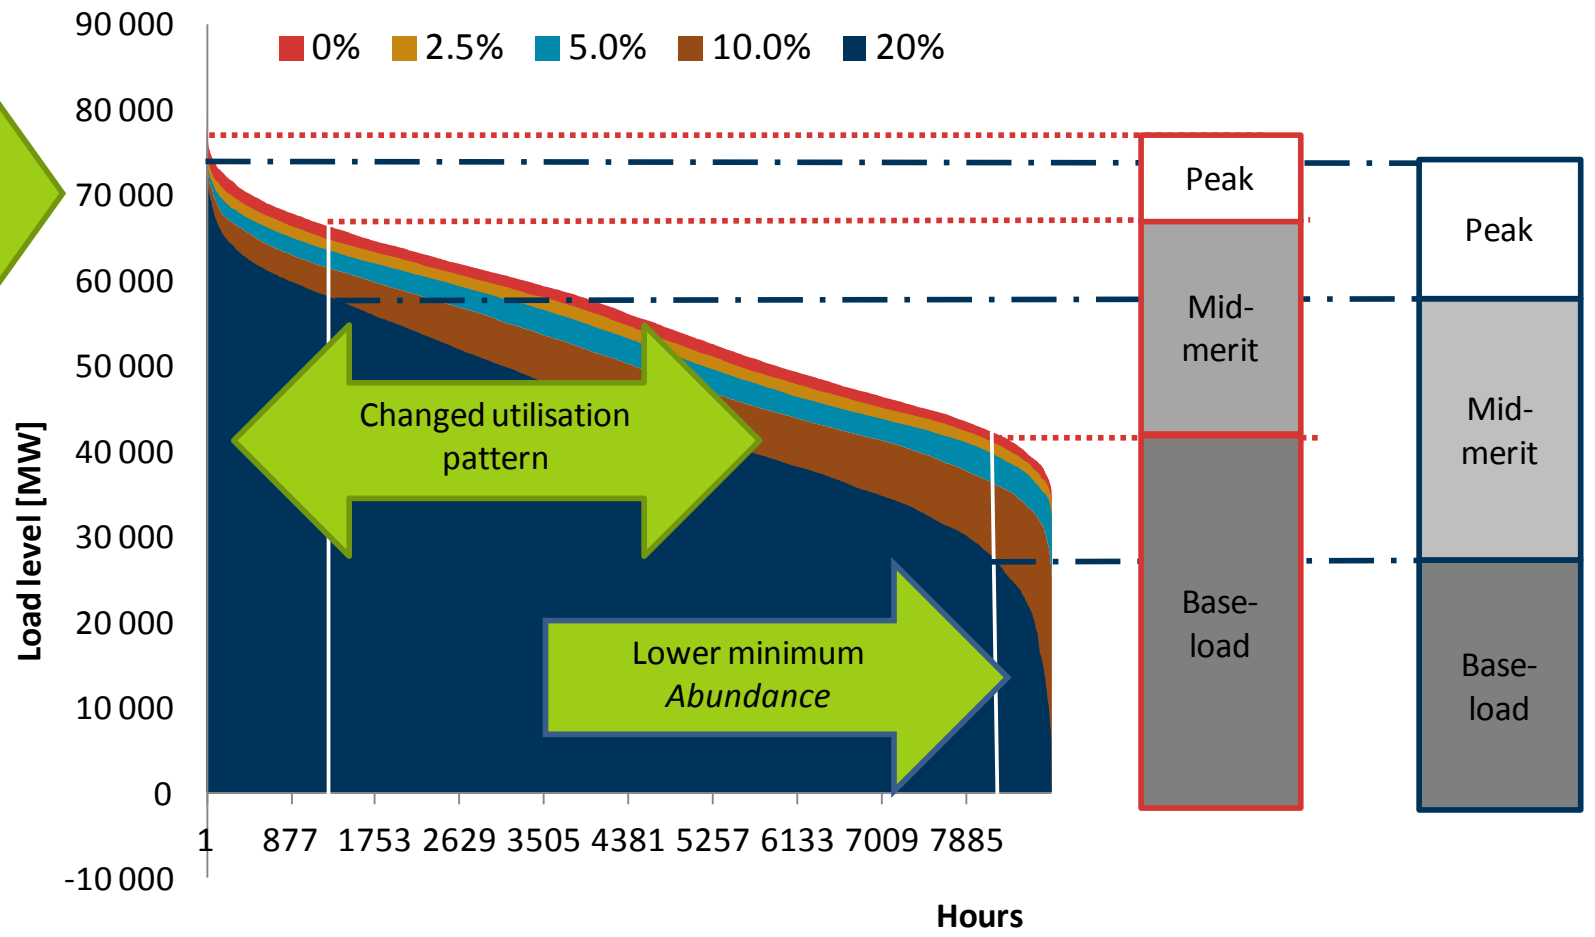 90 000
0% 2.5% 5.0% 10.0% 20%
80 000
70 000
60 000
50 000
40 000
30 000
20 000
10 000
0
-10 000
Load level [MW]
1 877 1753 2629 3505 4381 5257 6133 7009 7885
Hours
Changed utilisation
pattern
Lower minimum
Abundance
Peak
Mid-
merit
Base-
load
Peak
Mid-
merit
Base-
load